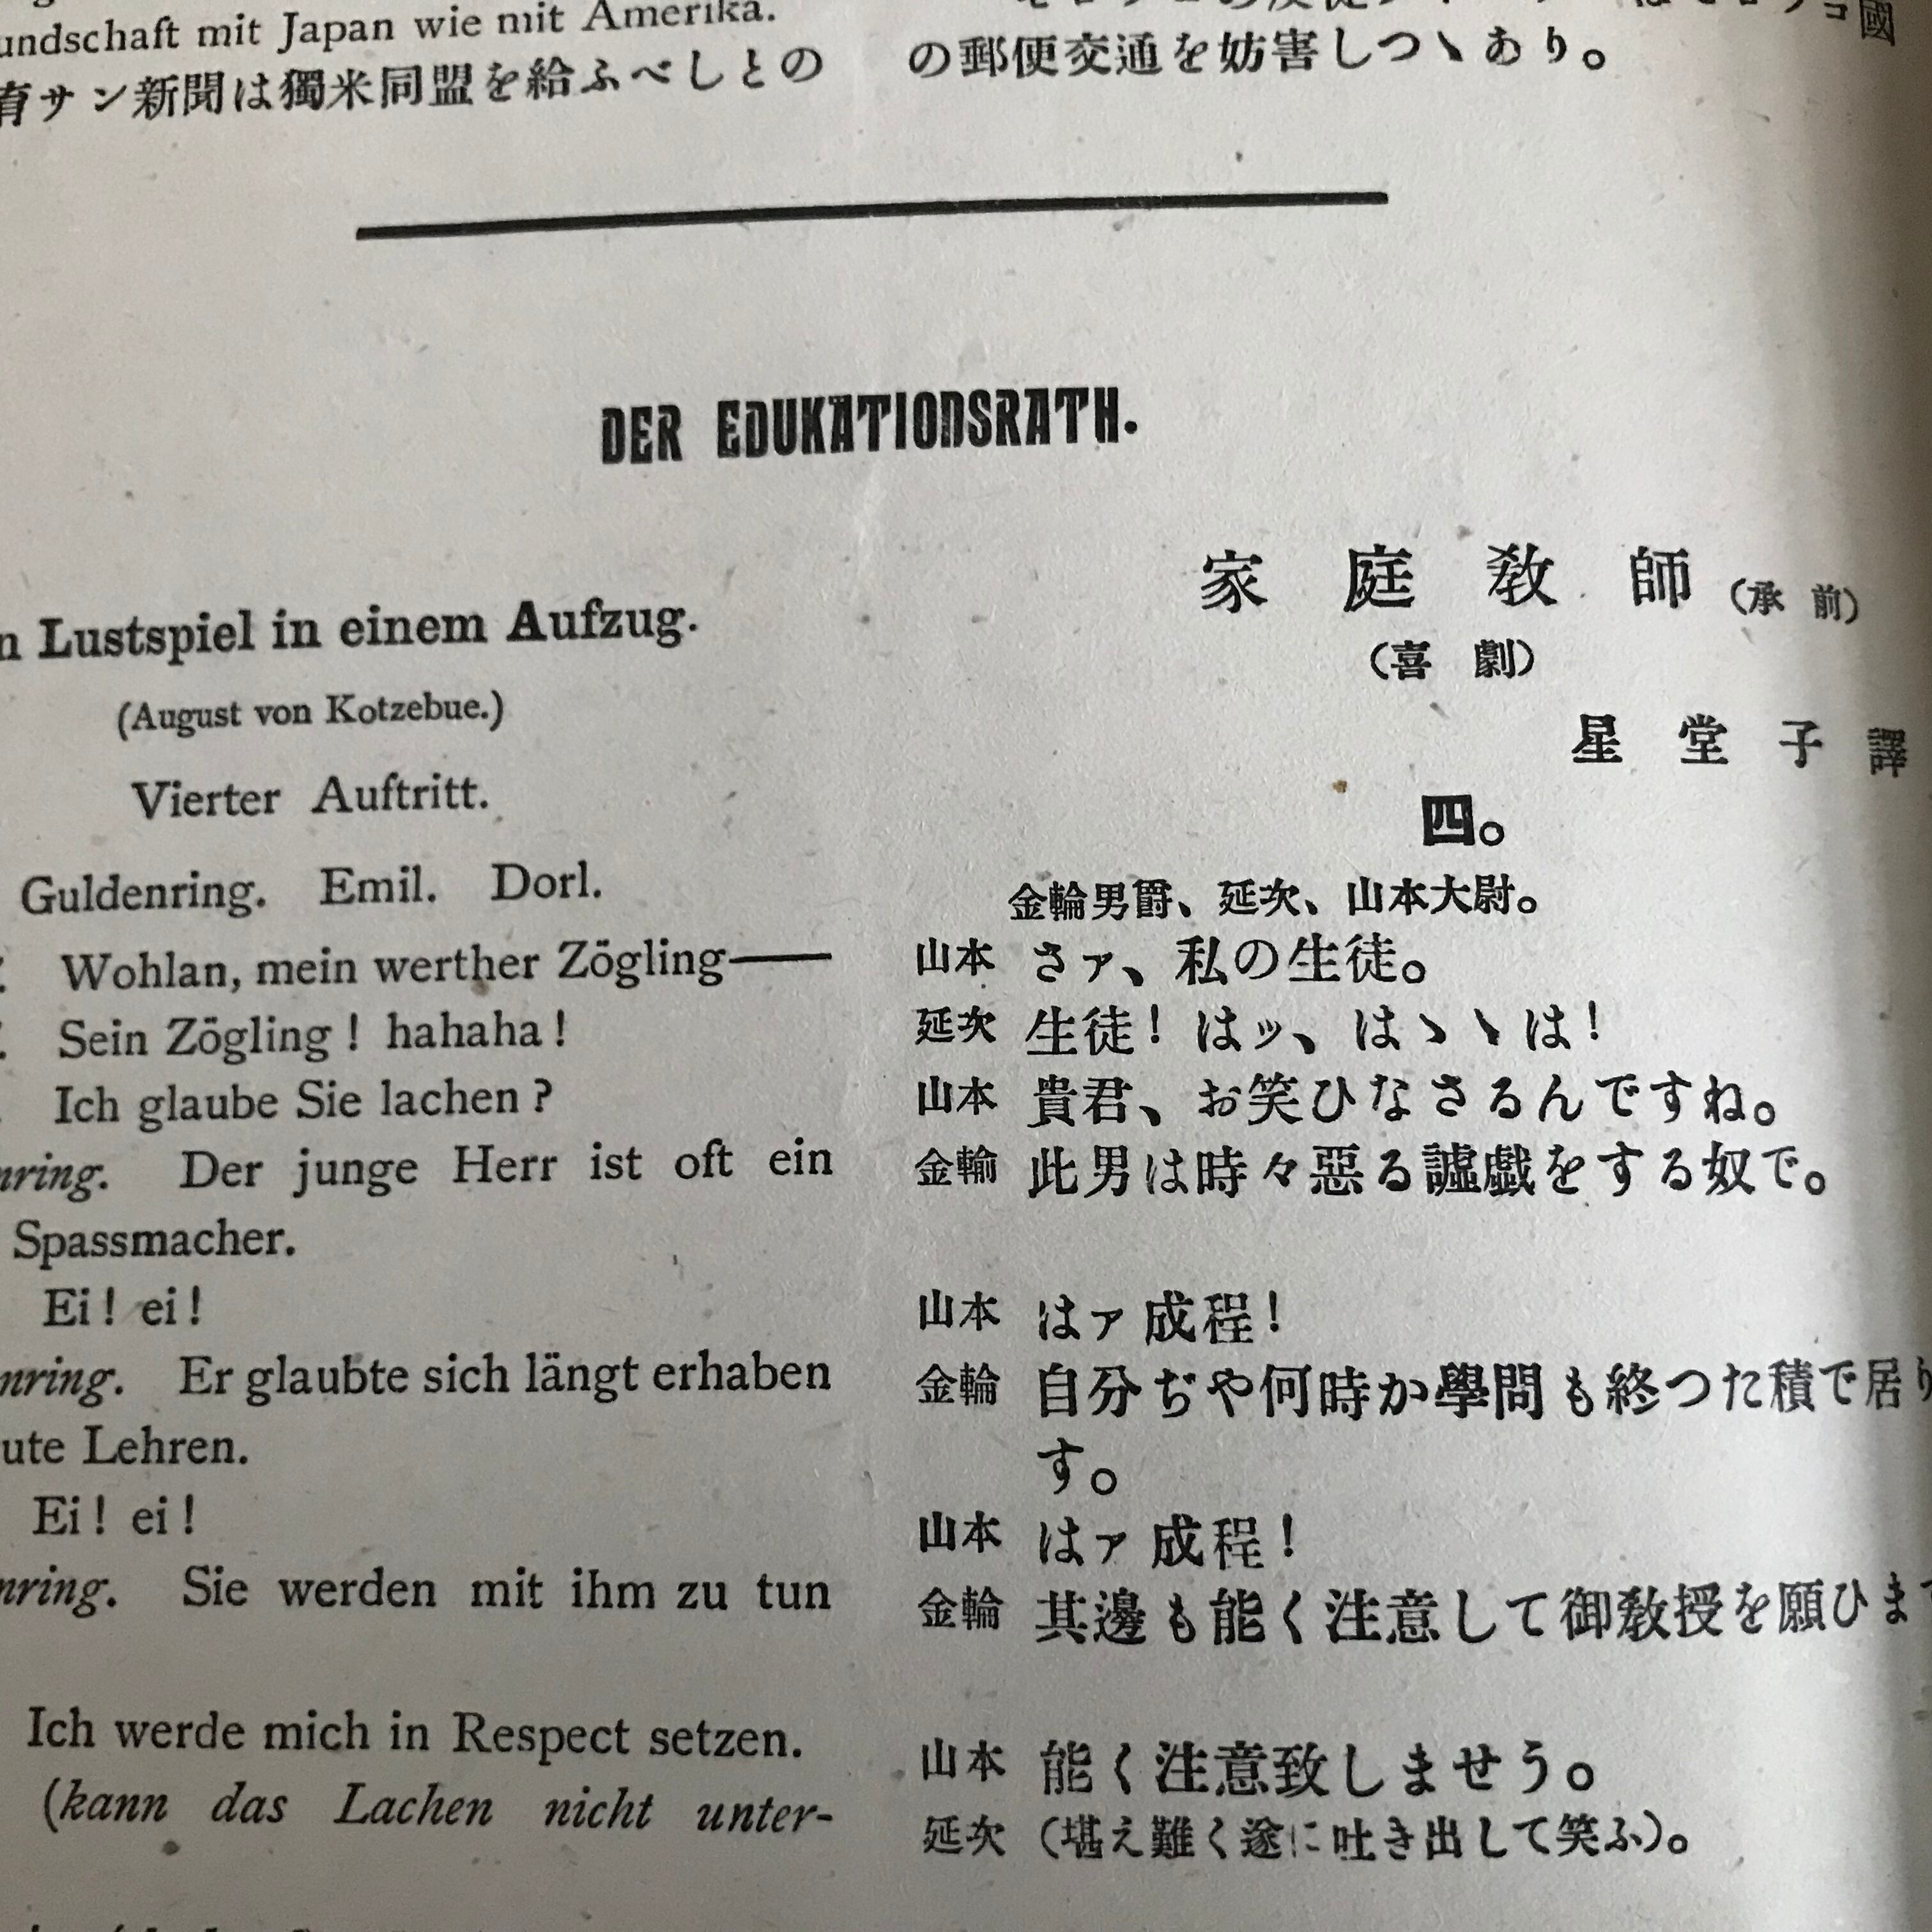 undschaft mit Japan wie mit Amerika.
育サン新聞は獨米同盟を給ふべしとの
の郵便交通を妨害しつヽあり。
DER EDUKATIONSRATH.
n Lustspiel in einem Aufzug.
(August von Kotzebue.)
Vierter Auftritt.
Guldenring. Emil. Dorl.
Wohlan, mein werther Zögling——
Sein Zögling! hahaha!
Ich glaube Sie lachen?
nring. Der junge Herr ist oft ein
Spassmacher.
Ei! ei!
nring. Er glaubte sich längt erhaben
ute Lehren.
Ei! ei!
nring. Sie werden mit ihm zu tun
Ich werde mich in Respect setzen.
(kann das Lachen nicht unter-
家庭教師(承前)
(喜劇)
星堂子譯
四。
金輪男爵、延次、山本大尉。
山本 さァ、私の生徒。
延次 生徒! はッ、はヽヽは!
山本 貴君、お笑ひなさるんですね。
金輪 此男は時々惡る謔戯をする奴で。
山本 はァ成程!
金輪 自分ぢや何時か學問も終つた積で居り
す。
山本 はァ成程!
金輪 其邊も能く注意して御教授を願ひま
山本 能く注意致しませう。
延次 (堪え難く遂に吐き出して笑ふ)。